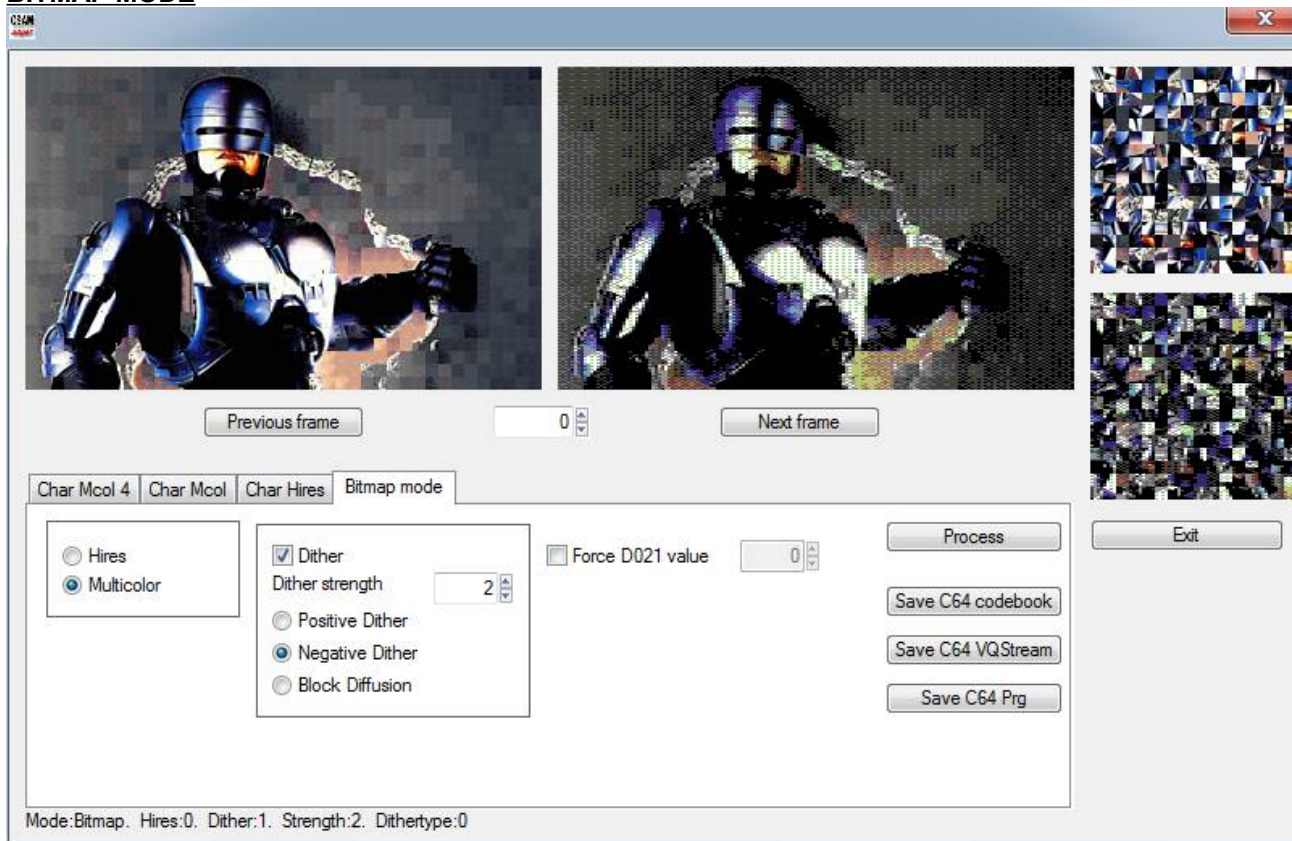 BITMAP MODE
CSAM
Previous frame 0 Next frame
Char Mcol 4 Char Mcol Char Hires Bitmap mode
Hires
Multicolor
Dither
Dither strength 2
Positive Dither
Negative Dither
Block Diffusion
Force D021 value 0
Process
Save C64 codebook
Save C64 VQStream
Save C64 Prg
Exit
Mode:Bitmap. Hires:0. Dither:1. Strength:2. Dithertype:0